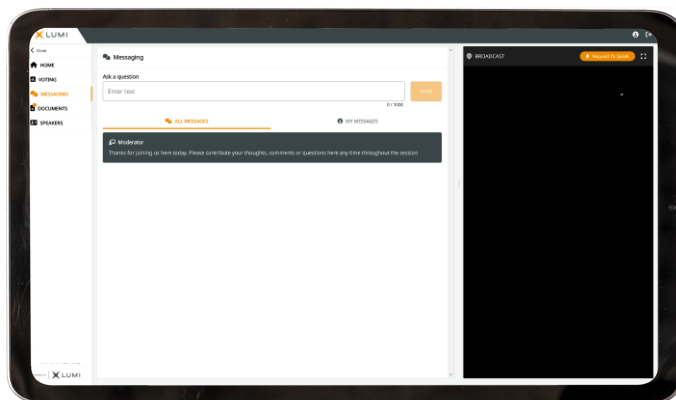 LUMI
Close
HOME
VOTING
MESSAGING
DOCUMENTS
SPEAKERS
Messaging
Ask a question
Enter text
SEND
0 / 1000
ALL MESSAGES
MY MESSAGES
Moderator
Thanks for joining us here today. Please contribute your thoughts, comments or questions here any time throughout the session
BROADCAST
Request To Speak
LUMI